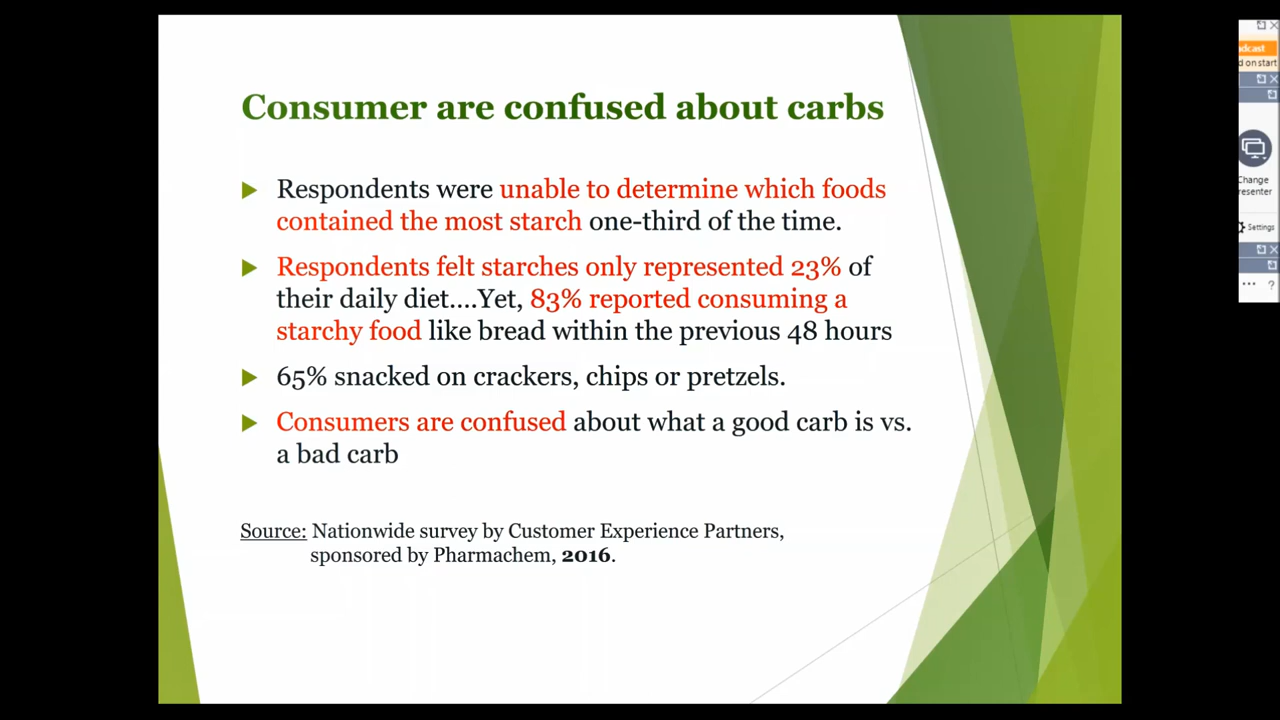 Consumer are confused about carbs
Respondents were unable to determine which foods
contained the most starch one-third of the time.
Respondents felt starches only represented 23% of
their daily diet....Yet, 83% reported consuming a
starchy food like bread within the previous 48 hours
65% snacked on crackers, chips or pretzels.
Consumers are confused about what a good carb is vs.
a bad carb
Source: Nationwide survey by Customer Experience Partners,
sponsored by Pharmachem, 2016.
dcast
d on start
Change
resenter
Settings
... ?